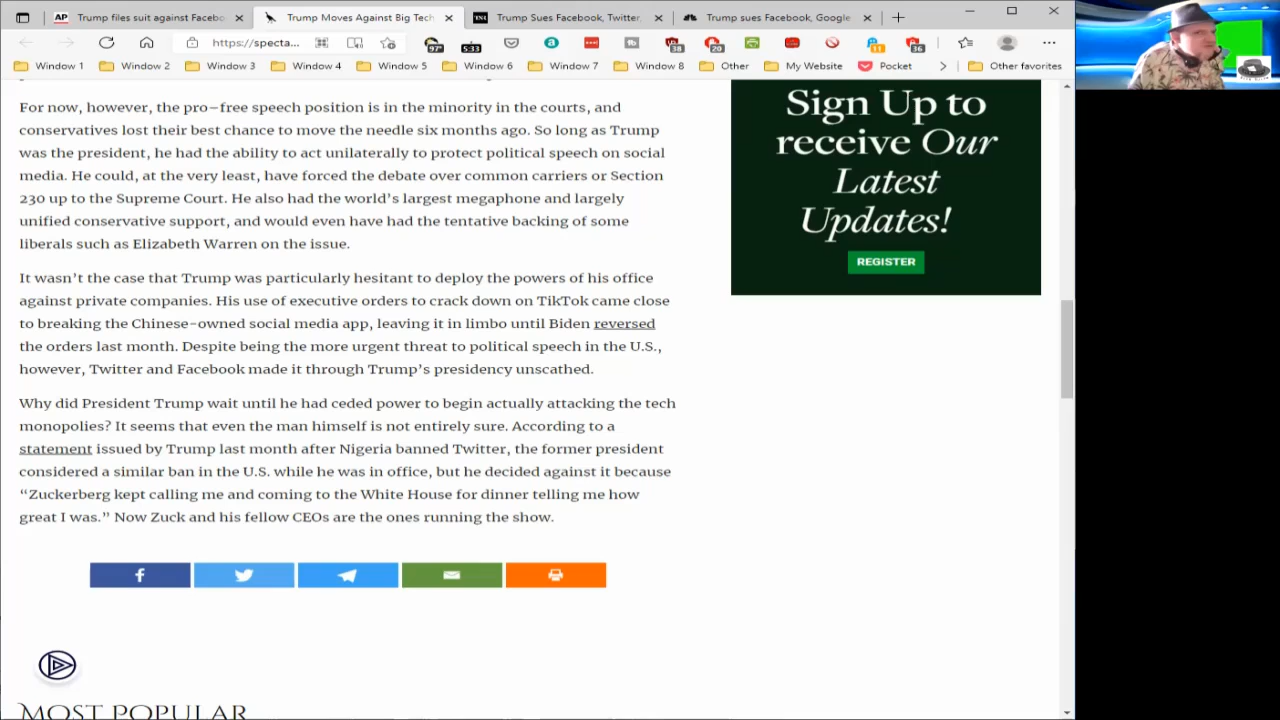 Trump files suit against Facebo
Trump Moves Against Big Tech
Trump Sues Facebook, Twitter,
Trump sues Facebook, Google
https://specta...
97°
5:33
38
20
11
36
Window 1
Window 2
Window 3
Window 4
Window 5
Window 6
Window 7
Window 8
Other
My Website
Pocket
Other favorites
For now, however, the pro–free speech position is in the minority in the courts, and
conservatives lost their best chance to move the needle six months ago. So long as Trump
was the president, he had the ability to act unilaterally to protect political speech on social
media. He could, at the very least, have forced the debate over common carriers or Section
230 up to the Supreme Court. He also had the world's largest megaphone and largely
unified conservative support, and would even have had the tentative backing of some
liberals such as Elizabeth Warren on the issue.
It wasn't the case that Trump was particularly hesitant to deploy the powers of his office
against private companies. His use of executive orders to crack down on TikTok came close
to breaking the Chinese-owned social media app, leaving it in limbo until Biden reversed
the orders last month. Despite being the more urgent threat to political speech in the U.S.,
however, Twitter and Facebook made it through Trump's presidency unscathed.
Why did President Trump wait until he had ceded power to begin actually attacking the tech
monopolies? It seems that even the man himself is not entirely sure. According to a
statement issued by Trump last month after Nigeria banned Twitter, the former president
considered a similar ban in the U.S. while he was in office, but he decided against it because
“Zuckerberg kept calling me and coming to the White House for dinner telling me how
great I was.” Now Zuck and his fellow CEOs are the ones running the show.
Sign Up to
receive Our
Latest
Updates!
REGISTER
MOST POPULAR